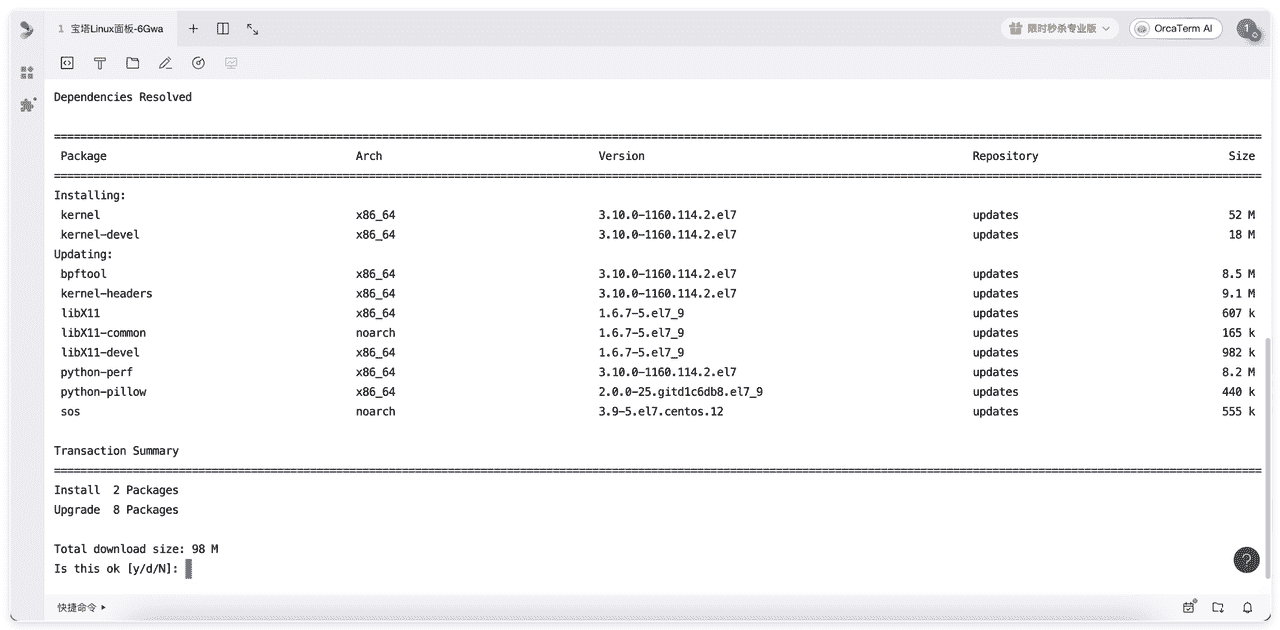 1 宝塔Linux面板-6Gwa
限时秒杀专业版
OrcaTerm AI
1
Dependencies Resolved
Package Arch Version Repository Size
Installing:
kernel x86_64 3.10.0-1160.114.2.el7 updates 52 M
kernel-devel x86_64 3.10.0-1160.114.2.el7 updates 18 M
Updating:
bpftool x86_64 3.10.0-1160.114.2.el7 updates 8.5 M
kernel-headers x86_64 3.10.0-1160.114.2.el7 updates 9.1 M
libX11 x86_64 1.6.7-5.el7_9 updates 607 k
libX11-common noarch 1.6.7-5.el7_9 updates 165 k
libX11-devel x86_64 1.6.7-5.el7_9 updates 982 k
python-perf x86_64 3.10.0-1160.114.2.el7 updates 8.2 M
python-pillow x86_64 2.0.0-25.gitd1c6db8.el7_9 updates 440 k
sos noarch 3.9-5.el7.centos.12 updates 555 k
Transaction Summary
Install 2 Packages
Upgrade 8 Packages
Total download size: 98 M
Is this ok [y/d/N]:
快捷命令